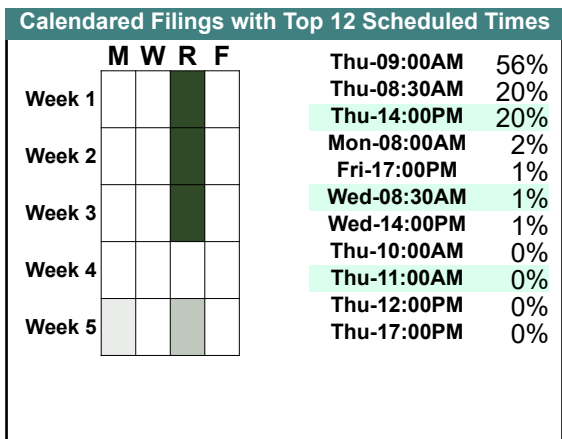 Calendared Filings with Top 12 Scheduled Times
M W R F
Week 1
Week 2
Week 3
Week 4
Week 5
Thu-09:00AM 56%
Thu-08:30AM 20%
Thu-14:00PM 20%
Mon-08:00AM 2%
Fri-17:00PM 1%
Wed-08:30AM 1%
Wed-14:00PM 1%
Thu-10:00AM 0%
Thu-11:00AM 0%
Thu-12:00PM 0%
Thu-17:00PM 0%